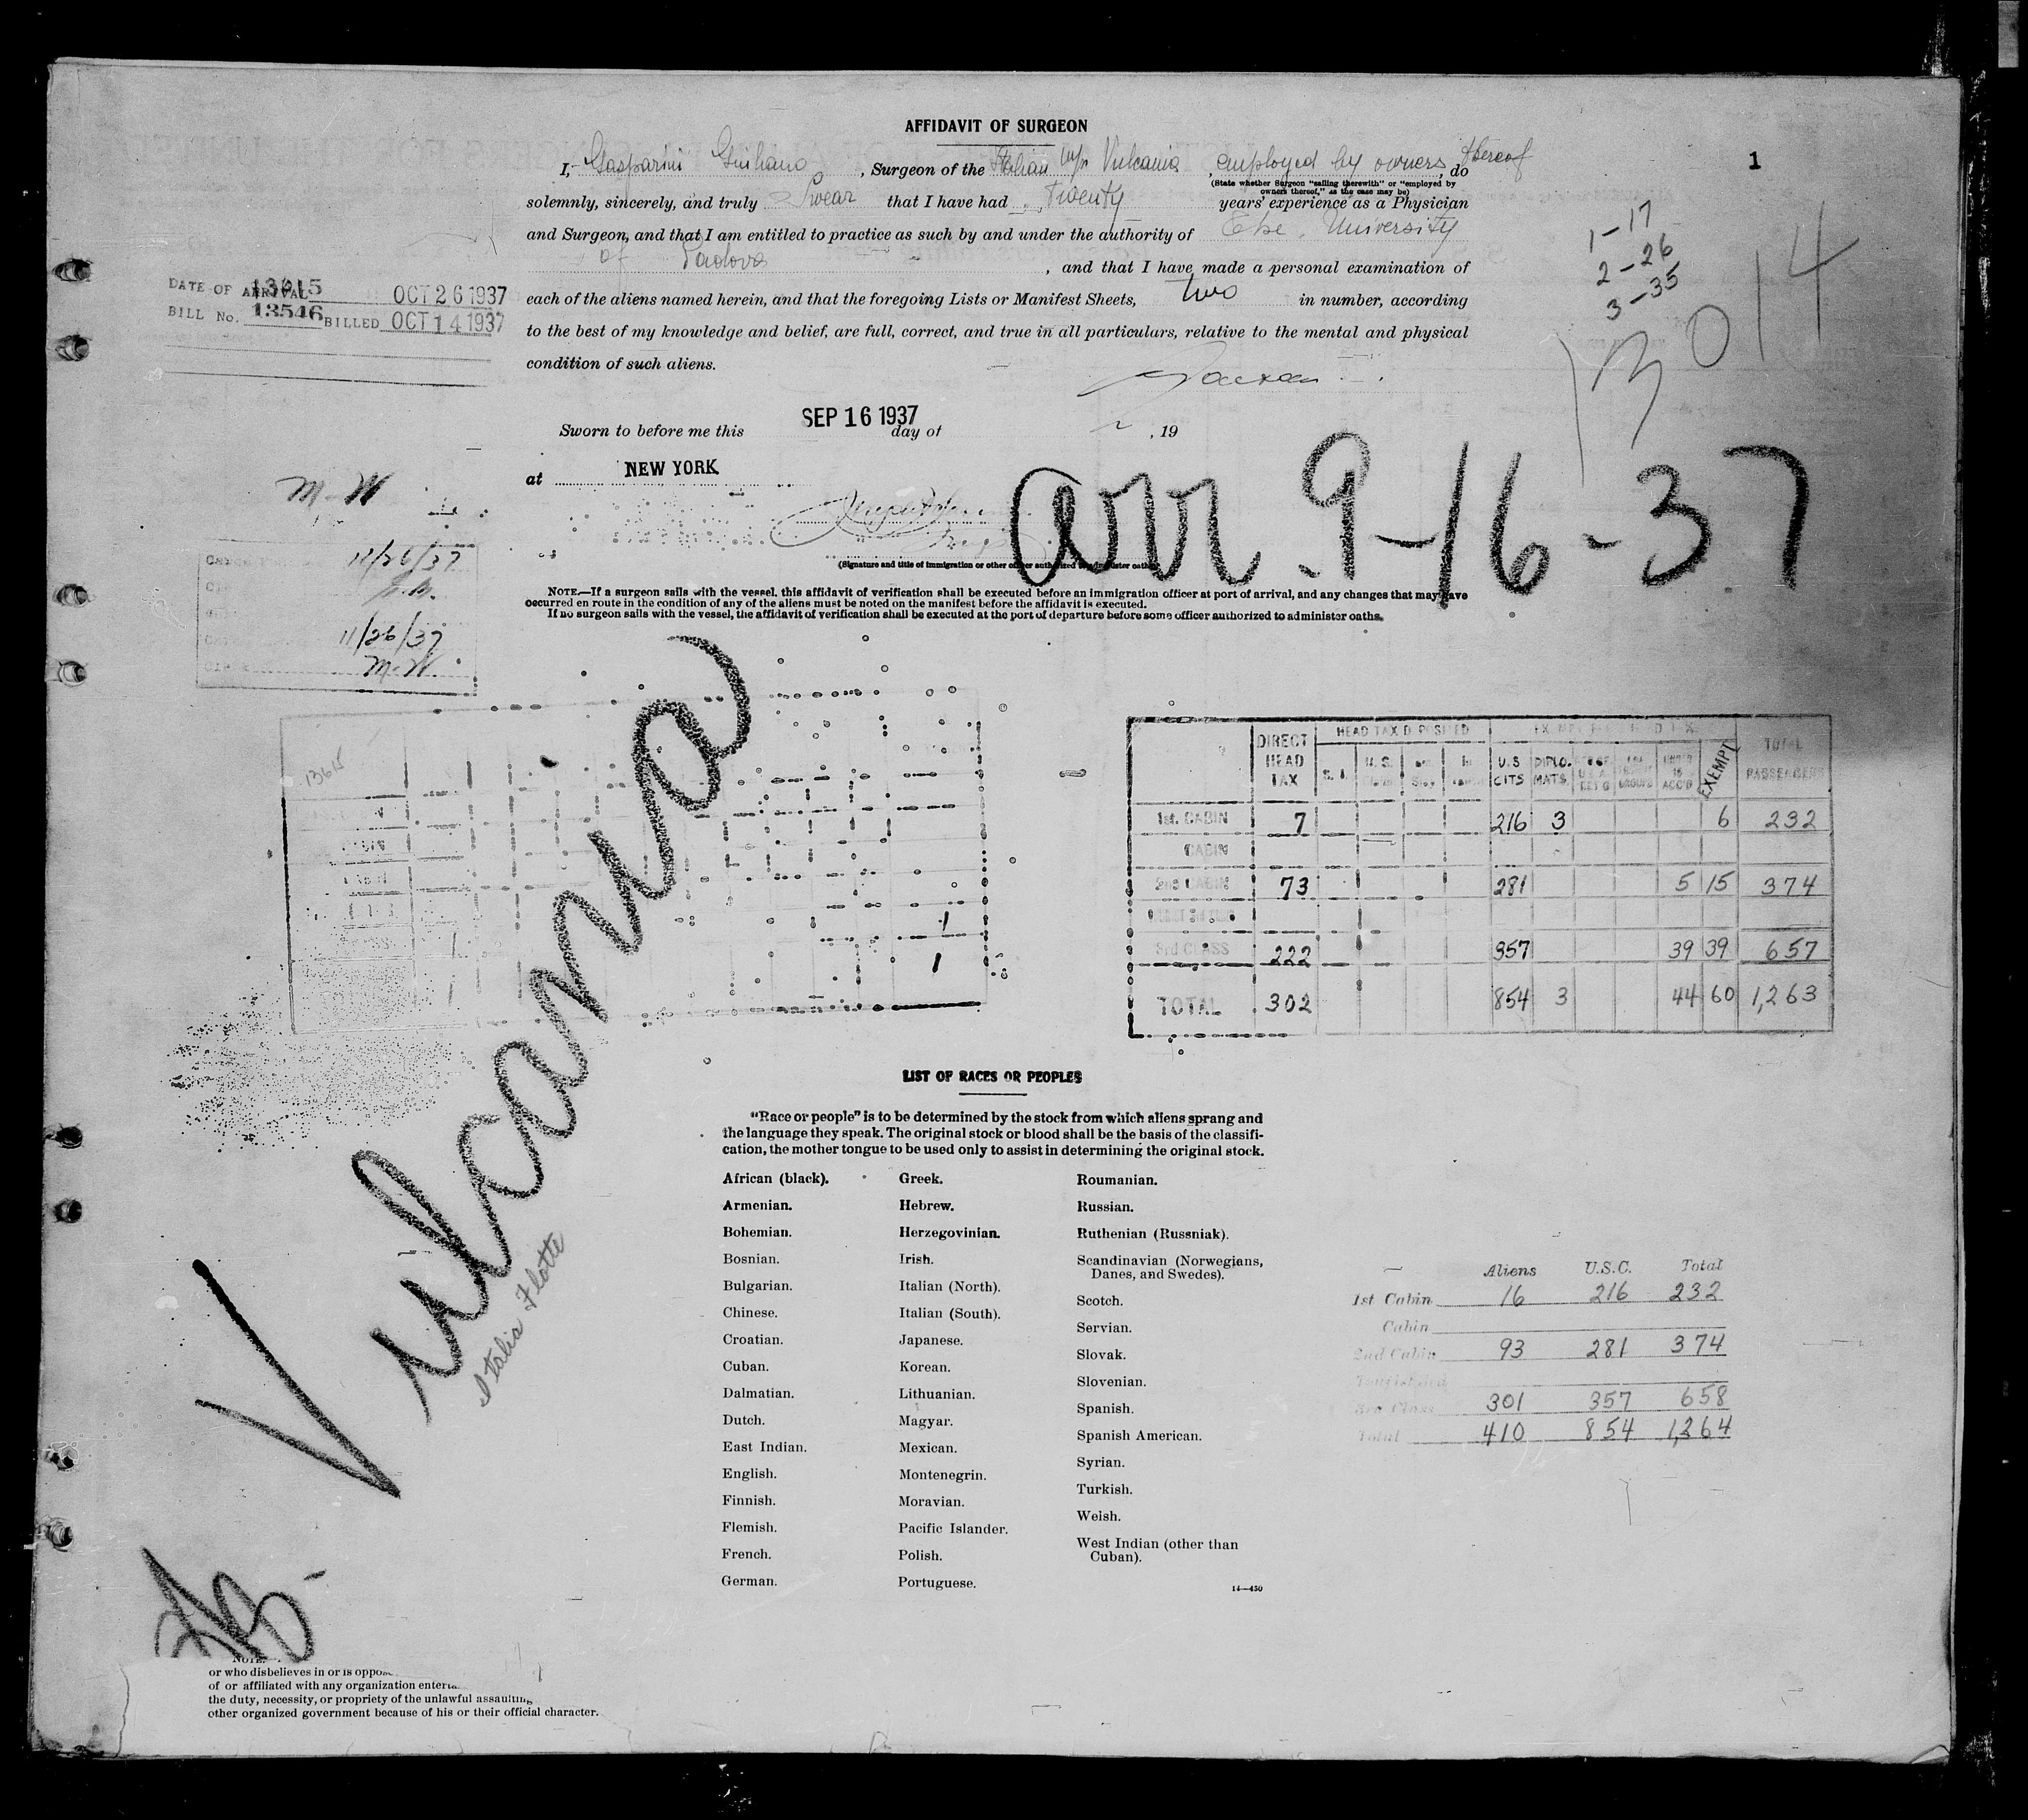 AFFIDAVIT OF SURGEON
1
I, Gasparini Giuliano, Surgeon of the Italian m/v Vulcania, employed by owners thereof, do
(State whether Surgeon "sailing therewith" or "employed by
owners thereof," as the case may be)
solemnly, sincerely, and truly Swear that I have had Twenty years' experience as a Physician
and Surgeon, and that I am entitled to practice as such by and under the authority of The University
of Padova, and that I have made a personal examination of
each of the aliens named herein, and that the foregoing Lists or Manifest Sheets, two in number, according
to the best of my knowledge and belief, are full, correct, and true in all particulars, relative to the mental and physical
condition of such aliens.
1-17
2-26
3-35
DATE OF ARRIVAL 13615 OCT 26 1937
BILL No. 13546 BILLED OCT 14 1937
SEP 16 1937
Sworn to before me this day of , 19
at NEW YORK
arr. 9-16-37
M-W
11/26/37
11/26/37
M-W.
(Signature and title of immigration or other officer authorized to administer oaths)
NOTE.—If a surgeon sails with the vessel, this affidavit of verification shall be executed before an immigration officer at port of arrival, and any changes that may have
occurred en route in the condition of any of the aliens must be noted on the manifest before the affidavit is executed.
If no surgeon sails with the vessel, the affidavit of verification shall be executed at the port of departure before some officer authorized to administer oaths.
13615
Vulcania
Italia Flotte
DIRECT HEAD TAX HEAD TAX DEPOSITED U.S CITS DIPLO. MATS. EXEMPT TOTAL PASSENGERS
1st. CABIN 7 216 3 6 232
CABIN
2nd CABIN 73 281 5 15 374
3rd CLASS 222 357 39 39 657
TOTAL 302 854 3 44 60 1,263
LIST OF RACES OR PEOPLES
"Race or people" is to be determined by the stock from which aliens sprang and
the language they speak. The original stock or blood shall be the basis of the classifi-
cation, the mother tongue to be used only to assist in determining the original stock.
African (black).
Armenian.
Bohemian.
Bosnian.
Bulgarian.
Chinese.
Croatian.
Cuban.
Dalmatian.
Dutch.
East Indian.
English.
Finnish.
Flemish.
French.
German.
Greek.
Hebrew.
Herzegovinian.
Irish.
Italian (North).
Italian (South).
Japanese.
Korean.
Lithuanian.
Magyar.
Mexican.
Montenegrin.
Moravian.
Pacific Islander.
Polish.
Portuguese.
Roumanian.
Russian.
Ruthenian (Russniak).
Scandinavian (Norwegians,
Danes, and Swedes).
Scotch.
Servian.
Slovak.
Slovenian.
Spanish.
Spanish American.
Syrian.
Turkish.
Welsh.
West Indian (other than
Cuban).
14—430
Aliens U.S.C. Total
1st Cabin 16 216 232
Cabin
2nd Cabin 93 281 374
3rd Class 301 357 658
Total 410 854 1,264
NOTE.
or who disbelieves in or is
of or affiliated with any organization
the duty, necessity, or propriety of the unlawful assaulting
other organized government because of his or their official character.